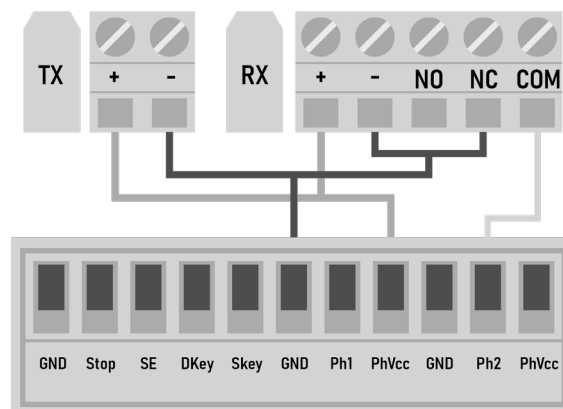 TX + - RX + - NO NC COM
GND Stop SE DKey Skey GND Ph1 PhVcc GND Ph2 PhVcc